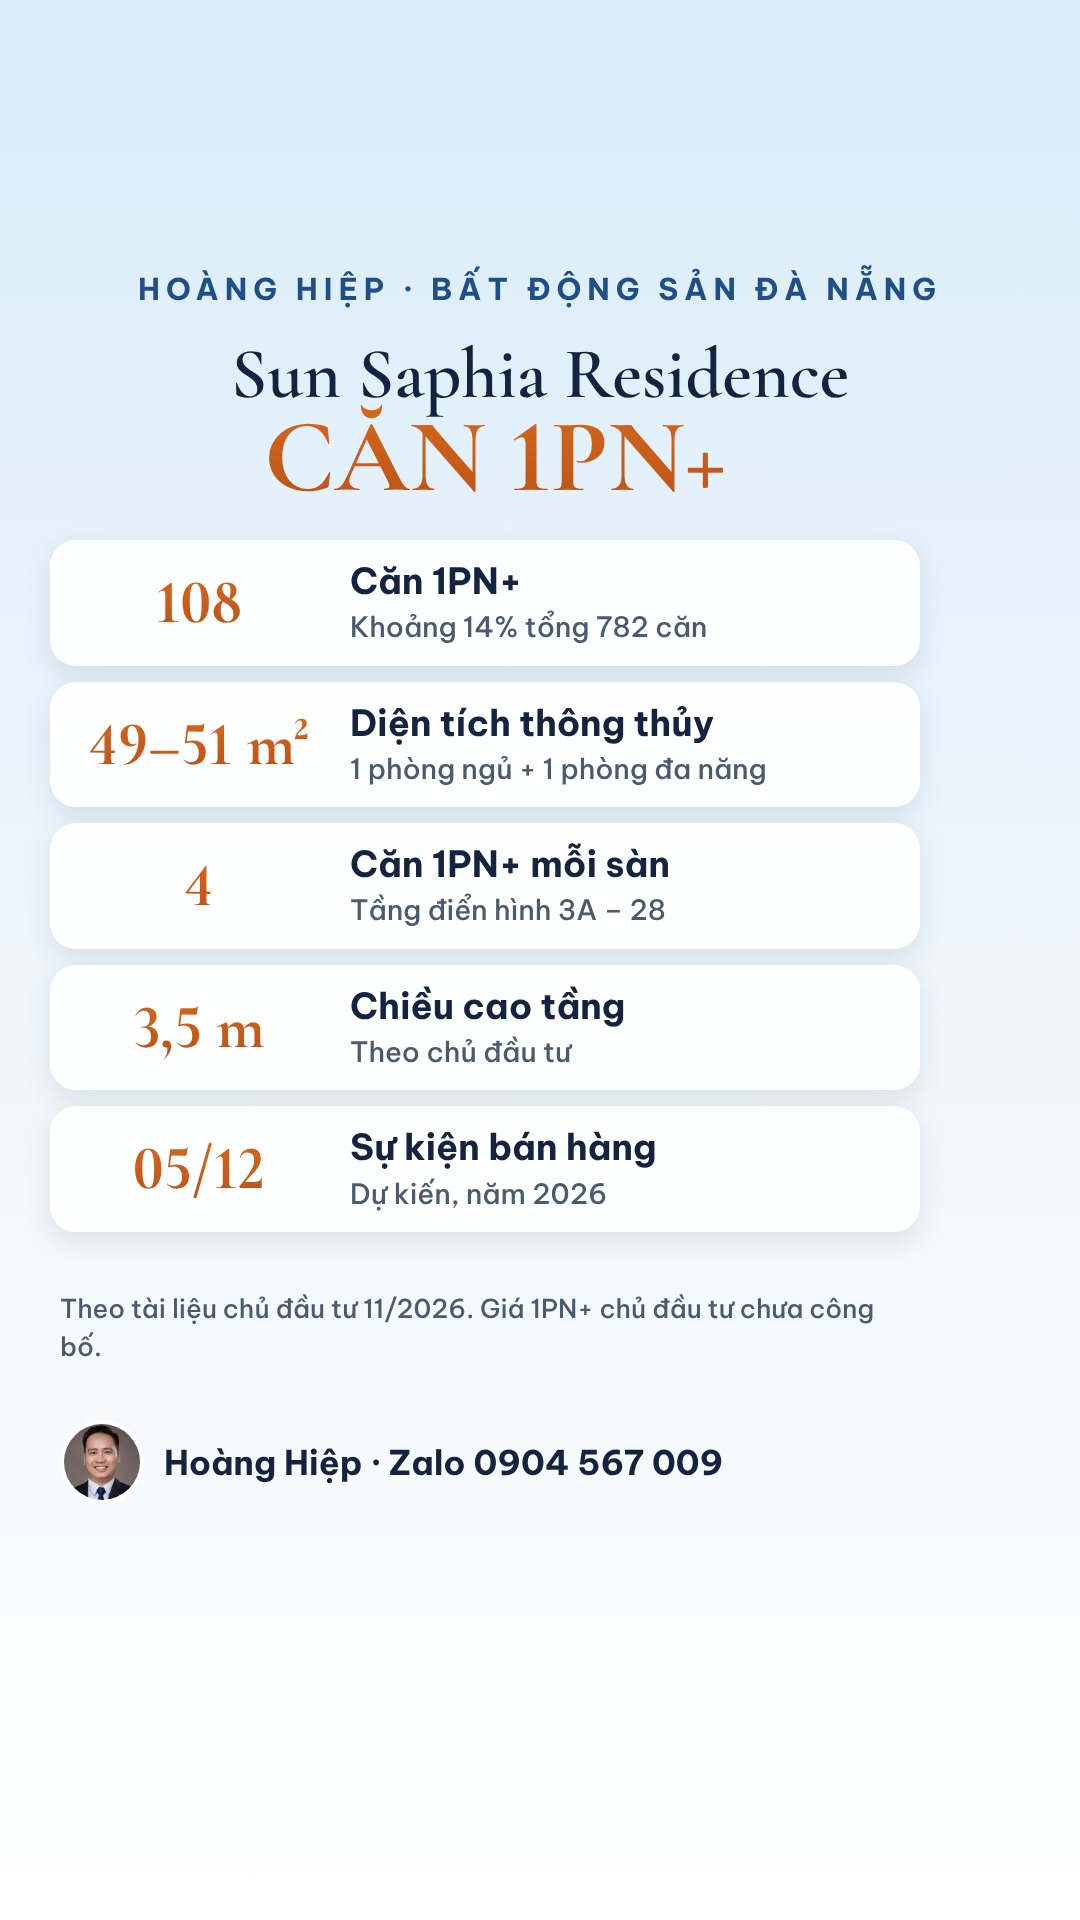 HOÀNG HIỆP · BẤT ĐỘNG SẢN ĐÀ NẴNG
Sun Saphia Residence
CĂN 1PN+
108
Căn 1PN+
Khoảng 14% tổng 782 căn
49–51 m²
Diện tích thông thủy
1 phòng ngủ + 1 phòng đa năng
4
Căn 1PN+ mỗi sàn
Tầng điển hình 3A – 28
3,5 m
Chiều cao tầng
Theo chủ đầu tư
05/12
Sự kiện bán hàng
Dự kiến, năm 2026
Theo tài liệu chủ đầu tư 11/2026. Giá 1PN+ chủ đầu tư chưa công
bố.
Hoàng Hiệp · Zalo 0904 567 009